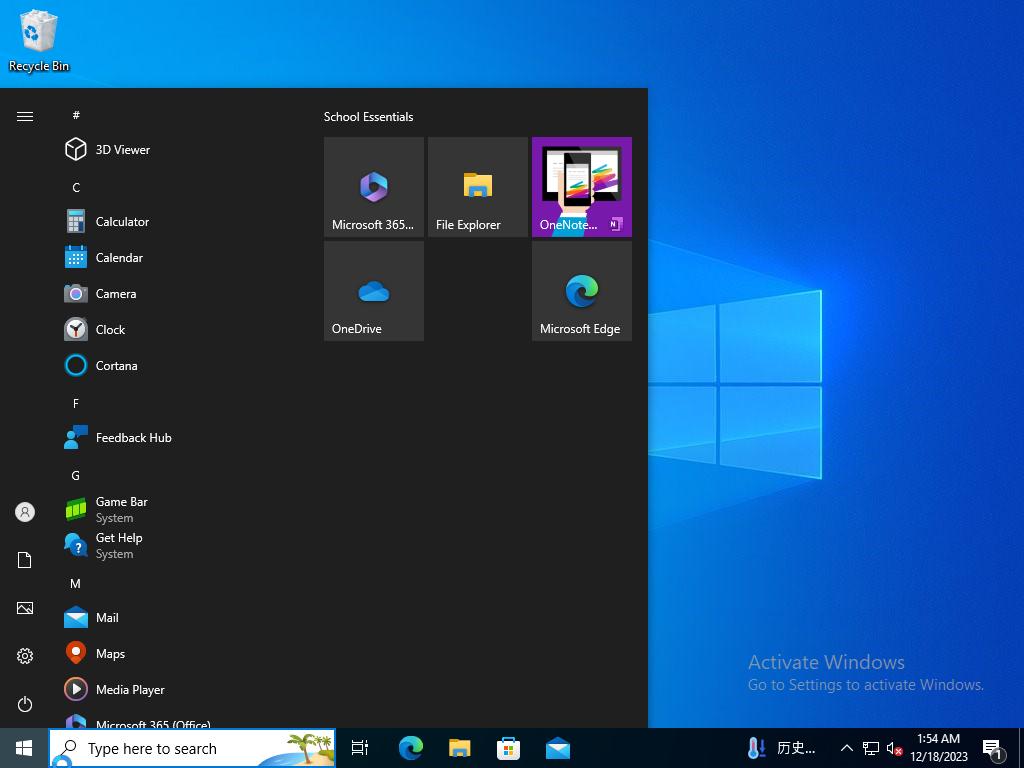 Recycle Bin
#
3D Viewer
C
Calculator
Calendar
Camera
Clock
Cortana
F
Feedback Hub
G
Game Bar
System
Get Help
System
M
Mail
Maps
Media Player
Microsoft 365 (Office)
School Essentials
Microsoft 365...
File Explorer
OneNote...
N
OneDrive
Microsoft Edge
Activate Windows
Go to Settings to activate Windows.
Type here to search
历史...
1:54 AM
12/18/2023
1